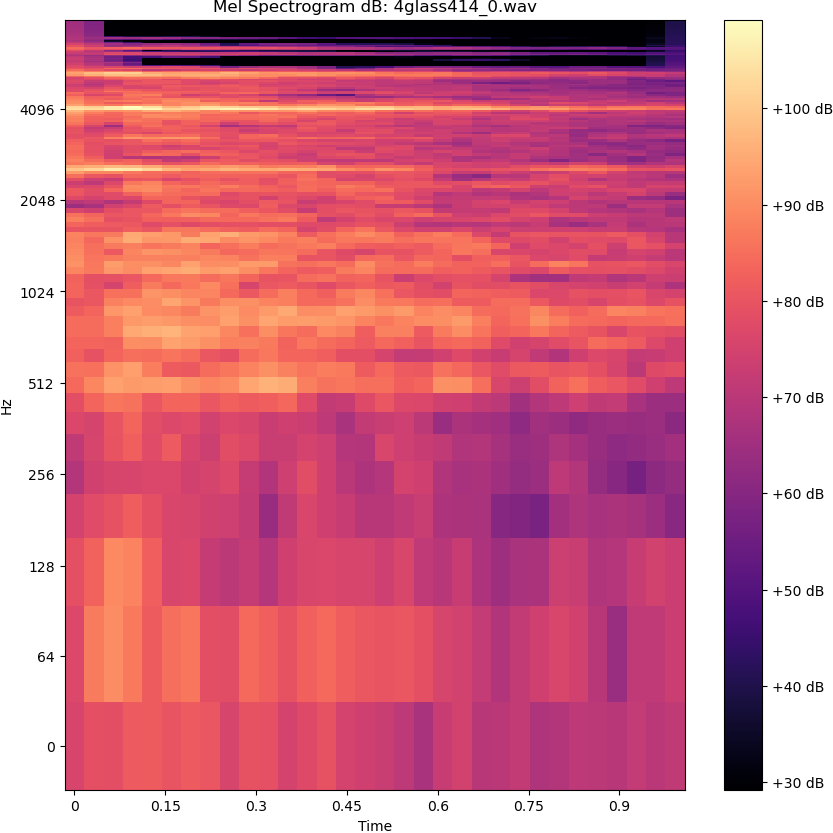 Mel Spectrogram dB: 4glass414_0.wav
4096
2048
1024
512
256
128
64
0
Hz
0 0.15 0.3 0.45 0.6 0.75 0.9
Time
+100 dB
+90 dB
+80 dB
+70 dB
+60 dB
+50 dB
+40 dB
+30 dB